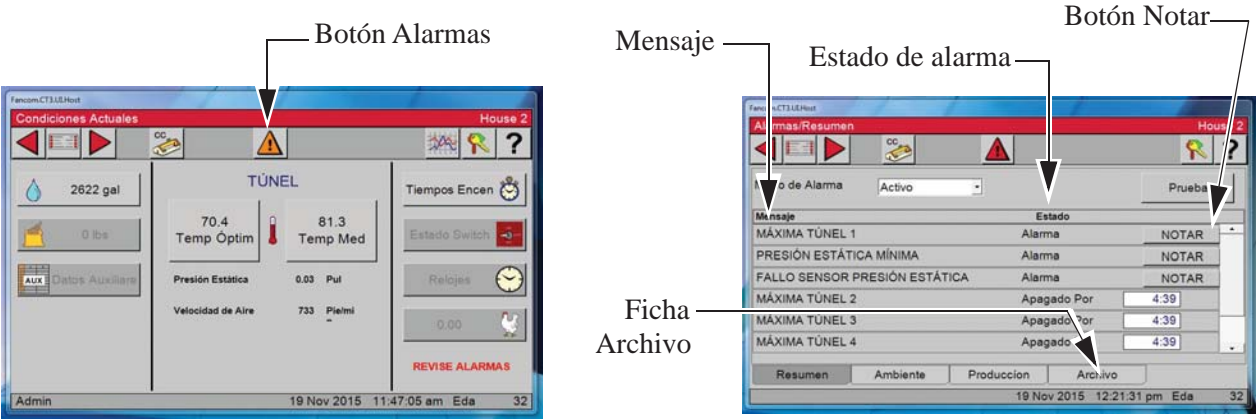 Botón Alarmas
Fancom.CT3.UI.Host
Condiciones Actuales House 2
CC
?
2622 gal
TÚNEL
Tiempos Encen
70.4
Temp Óptim
81.3
Temp Med
0 lbs
Estado Switch
AUX Datos Auxiliare
Presión Estática 0.03 Pul
Relojes
Velocidad de Aire 733 Pie/mi
0.00
REVISE ALARMAS
Admin 19 Nov 2015 11:47:05 am Eda 32
Botón Notar
Mensaje
Estado de alarma
Alarmas/Resumen House 2
CC
?
de Alarma Activo Prueba
Mensaje Estado
MÁXIMA TÚNEL 1 Alarma NOTAR
PRESIÓN ESTÁTICA MÍNIMA Alarma NOTAR
FALLO SENSOR PRESIÓN ESTÁTICA Alarma NOTAR
MÁXIMA TÚNEL 2 Apagado Por 4:39
MÁXIMA TÚNEL 3 Apagado Por 4:39
MÁXIMA TÚNEL 4 Apagado 4:39
Ficha
Archivo
Resumen Ambiente Produccion Archivo
19 Nov 2015 12:21:31 pm Eda 32